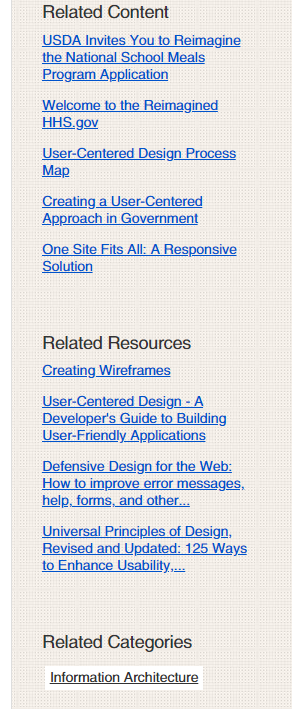 Related Content
USDA Invites You to Reimagine
the National School Meals
Program Application
Welcome to the Reimagined
HHS.gov
User-Centered Design Process
Map
Creating a User-Centered
Approach in Government
One Site Fits All: A Responsive
Solution
Related Resources
Creating Wireframes
User-Centered Design - A
Developer's Guide to Building
User-Friendly Applications
Defensive Design for the Web:
How to improve error messages,
help, forms, and other...
Universal Principles of Design,
Revised and Updated: 125 Ways
to Enhance Usability,...
Related Categories
Information Architecture